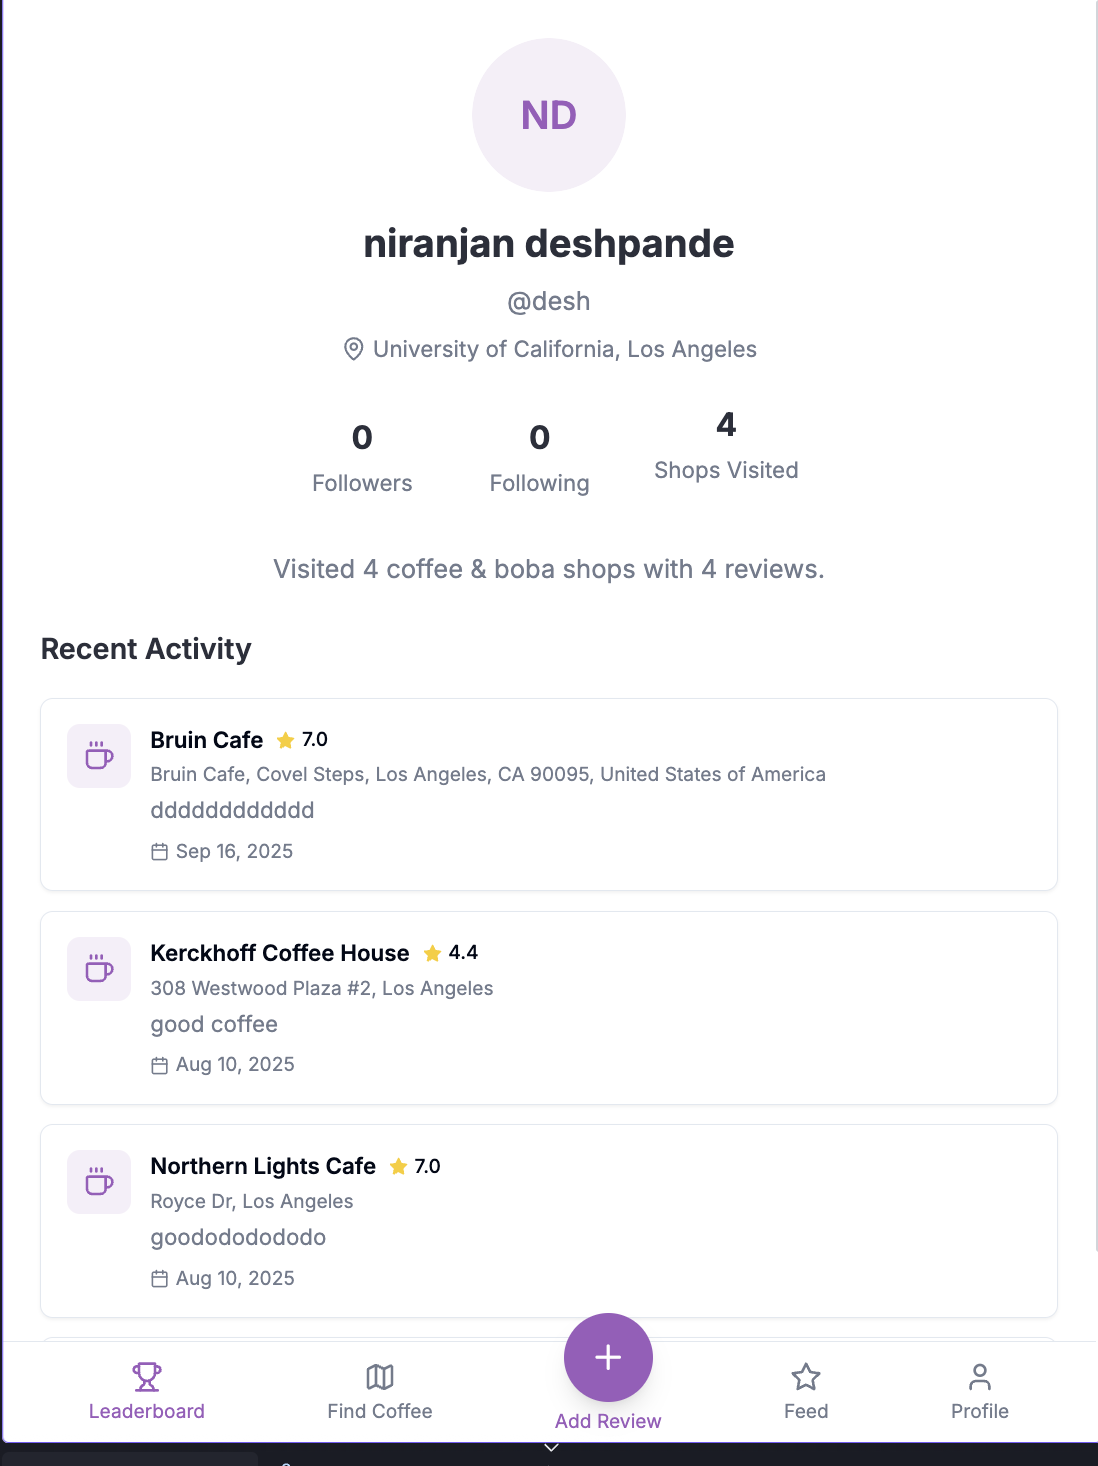 ND
niranjan deshpande
@desh
University of California, Los Angeles
0
Followers
0
Following
4
Shops Visited
Visited 4 coffee & boba shops with 4 reviews.
Recent Activity
Bruin Cafe 7.0
Bruin Cafe, Covel Steps, Los Angeles, CA 90095, United States of America
dddddddddddd
Sep 16, 2025
Kerckhoff Coffee House 4.4
308 Westwood Plaza #2, Los Angeles
good coffee
Aug 10, 2025
Northern Lights Cafe 7.0
Royce Dr, Los Angeles
goodododododo
Aug 10, 2025
Leaderboard
Find Coffee
Add Review
Feed
Profile